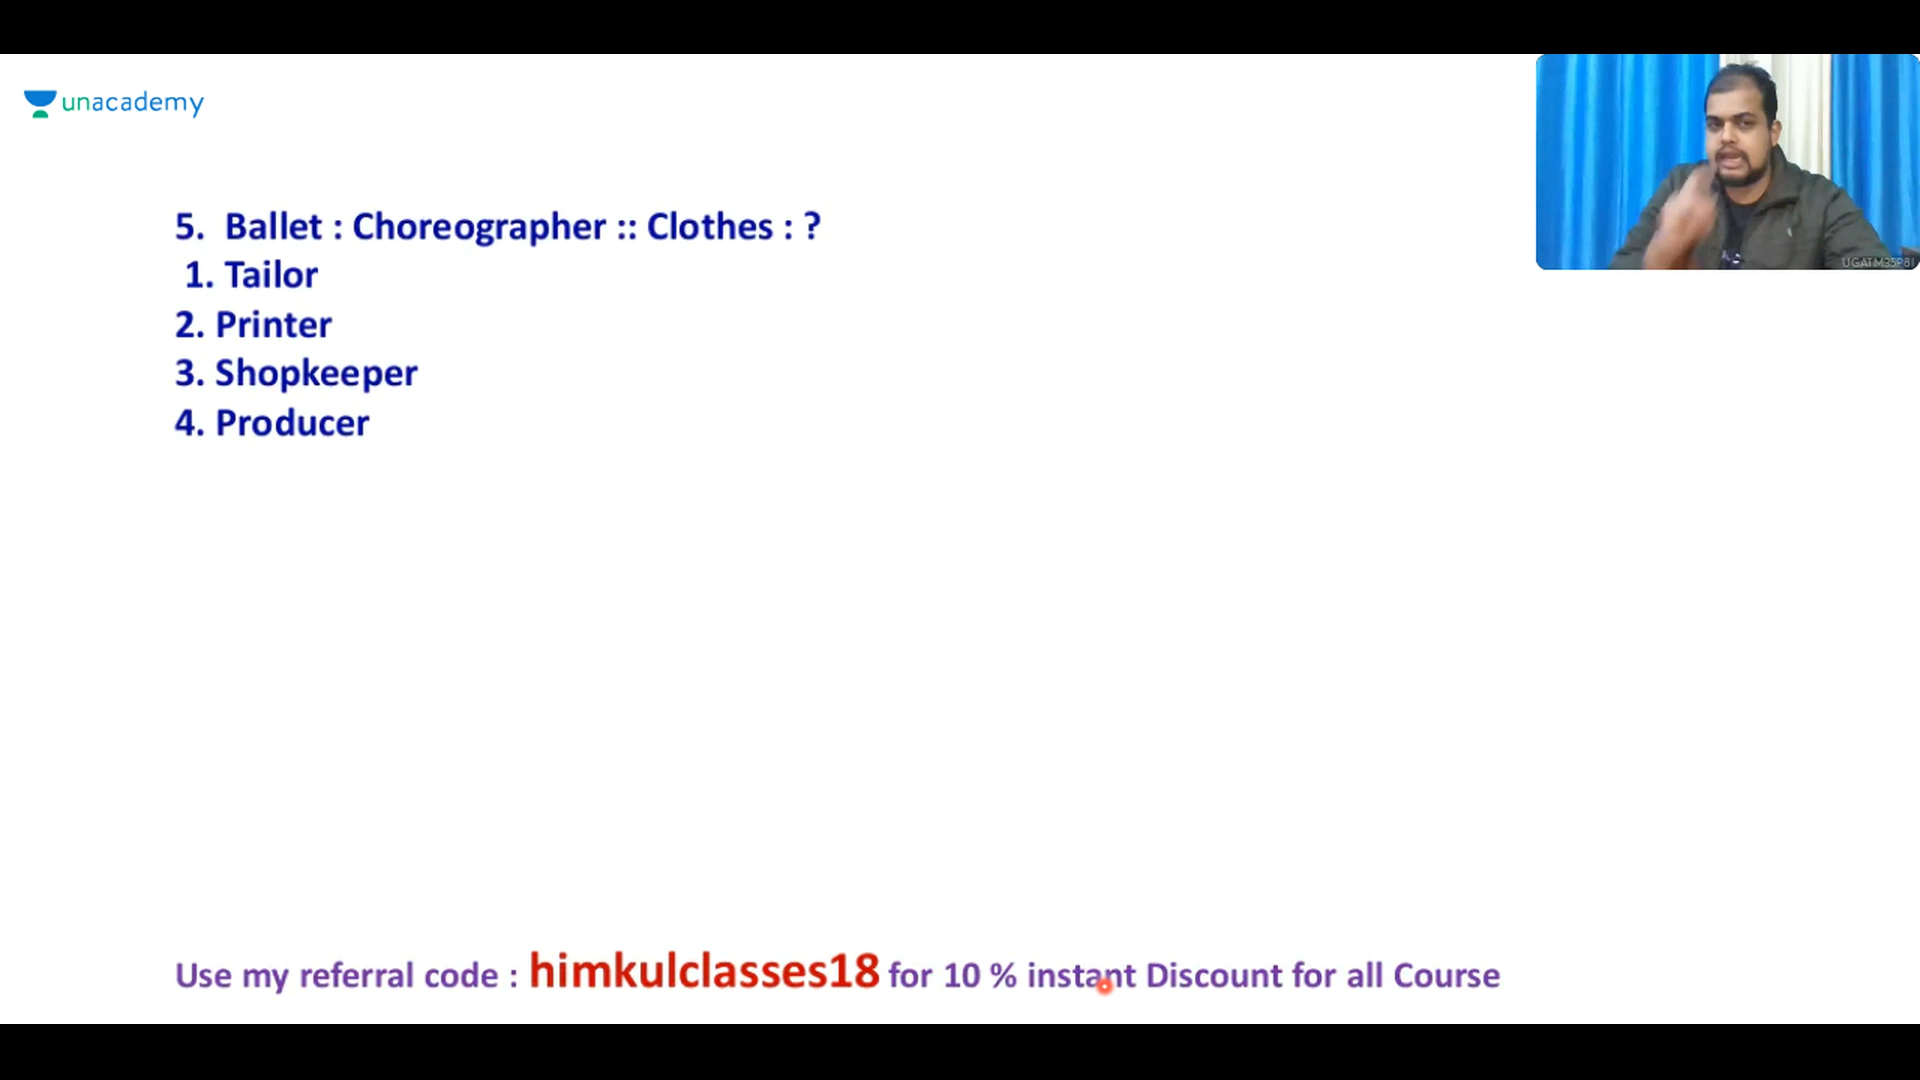 unacademy
5. Ballet : Choreographer :: Clothes : ?
1. Tailor
2. Printer
3. Shopkeeper
4. Producer
Use my referral code : himkulclasses18 for 10 % instant Discount for all Course
UGATM35P8I